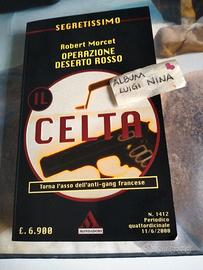 SEGRETISSIMO
Robert Morcet
OPERAZIONE
DESERTO ROSSO
ALBUM
LUIGI NINA
IL
CELTA
Torna l'asso dell'anti-gang francese
£. 6.900
MONDADORI
N. 1412
Periodico
quattordicinale
11/6/2000